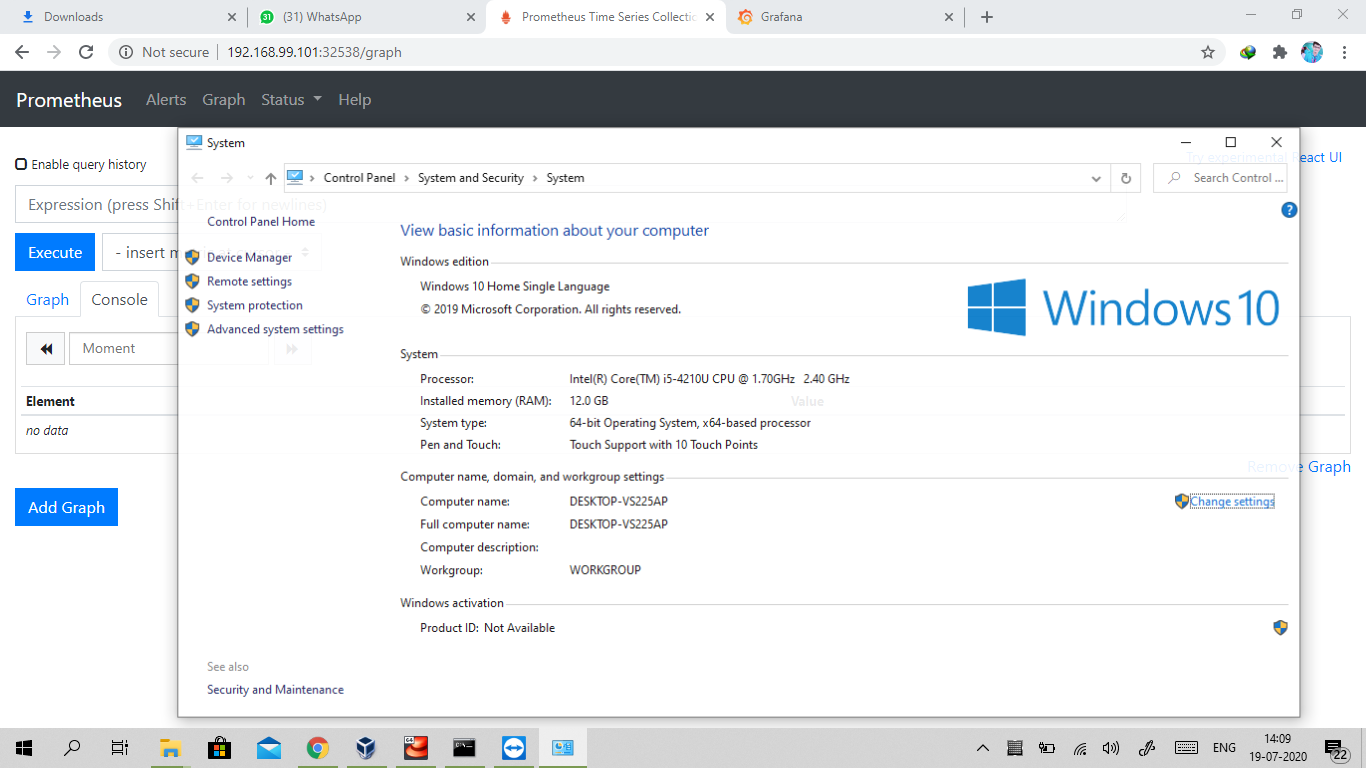 Downloads
(31) WhatsApp
Prometheus Time Series Collectio
Grafana
Not secure 192.168.99.101:32538/graph
Prometheus Alerts Graph Status Help
System
Enable query history
Try experimental React UI
Control Panel System and Security System
Search Control ...
Expression (press Shift+Enter for newlines)
Control Panel Home
View basic information about your computer
Execute
- insert m
Device Manager
Remote settings
System protection
Advanced system settings
Windows edition
Windows 10 Home Single Language
© 2019 Microsoft Corporation. All rights reserved.
Windows 10
Graph Console
Moment
System
Processor: Intel(R) Core(TM) i5-4210U CPU @ 1.70GHz 2.40 GHz
Element
Installed memory (RAM): 12.0 GB
Value
System type: 64-bit Operating System, x64-based processor
no data
Pen and Touch: Touch Support with 10 Touch Points
Remove Graph
Computer name, domain, and workgroup settings
Computer name: DESKTOP-VS225AP
Change settings
Add Graph
Full computer name: DESKTOP-VS225AP
Computer description:
Workgroup: WORKGROUP
Windows activation
Product ID: Not Available
See also
Security and Maintenance
ENG
14:09
19-07-2020
22